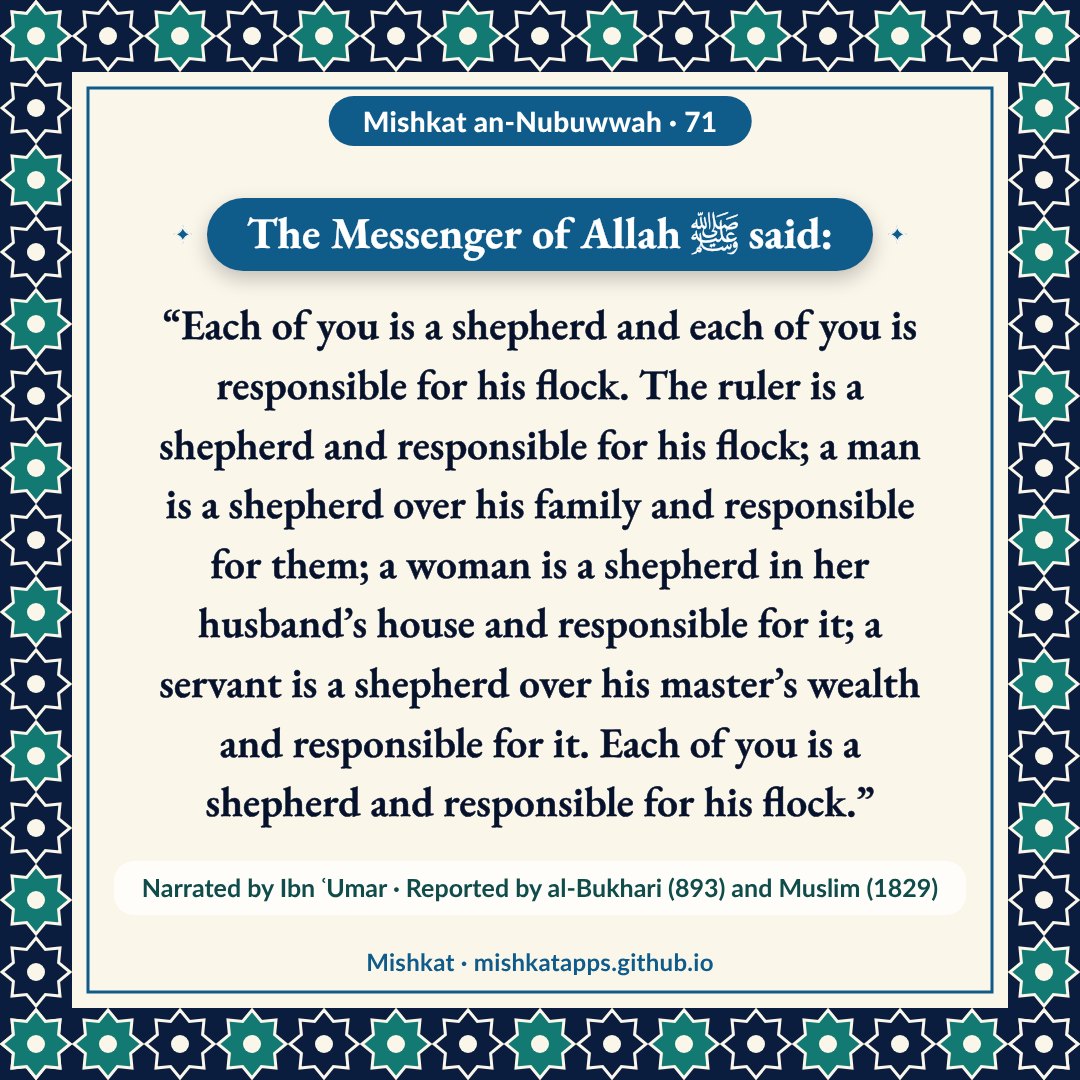 Mishkat an-Nubuwwah · 71
The Messenger of Allah ﷺ said:
“Each of you is a shepherd and each of you is
responsible for his flock. The ruler is a
shepherd and responsible for his flock; a man
is a shepherd over his family and responsible
for them; a woman is a shepherd in her
husband’s house and responsible for it; a
servant is a shepherd over his master’s wealth
and responsible for it. Each of you is a
shepherd and responsible for his flock.”
Narrated by Ibn ʿUmar · Reported by al-Bukhari (893) and Muslim (1829)
Mishkat · mishkatapps.github.io